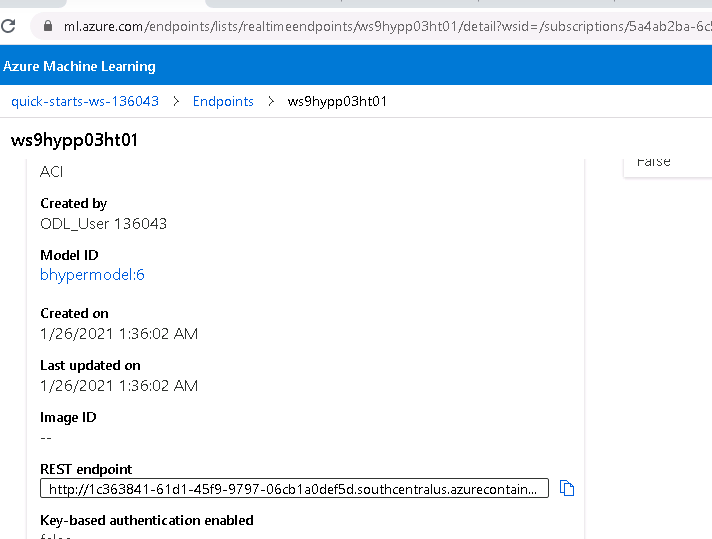 ml.azure.com/endpoints/lists/realtimeendpoints/ws9hypp03ht01/detail?wsid=/subscriptions/5a4ab2ba-6c5
Azure Machine Learning
quick-starts-ws-136043 > Endpoints > ws9hypp03ht01
ws9hypp03ht01
False
ACI
Created by
ODL_User 136043
Model ID
bhypermodel:6
Created on
1/26/2021 1:36:02 AM
Last updated on
1/26/2021 1:36:02 AM
Image ID
--
REST endpoint
http://1c363841-61d1-45f9-9797-06cb1a0def5d.southcentralus.azurecontain...
Key-based authentication enabled
false